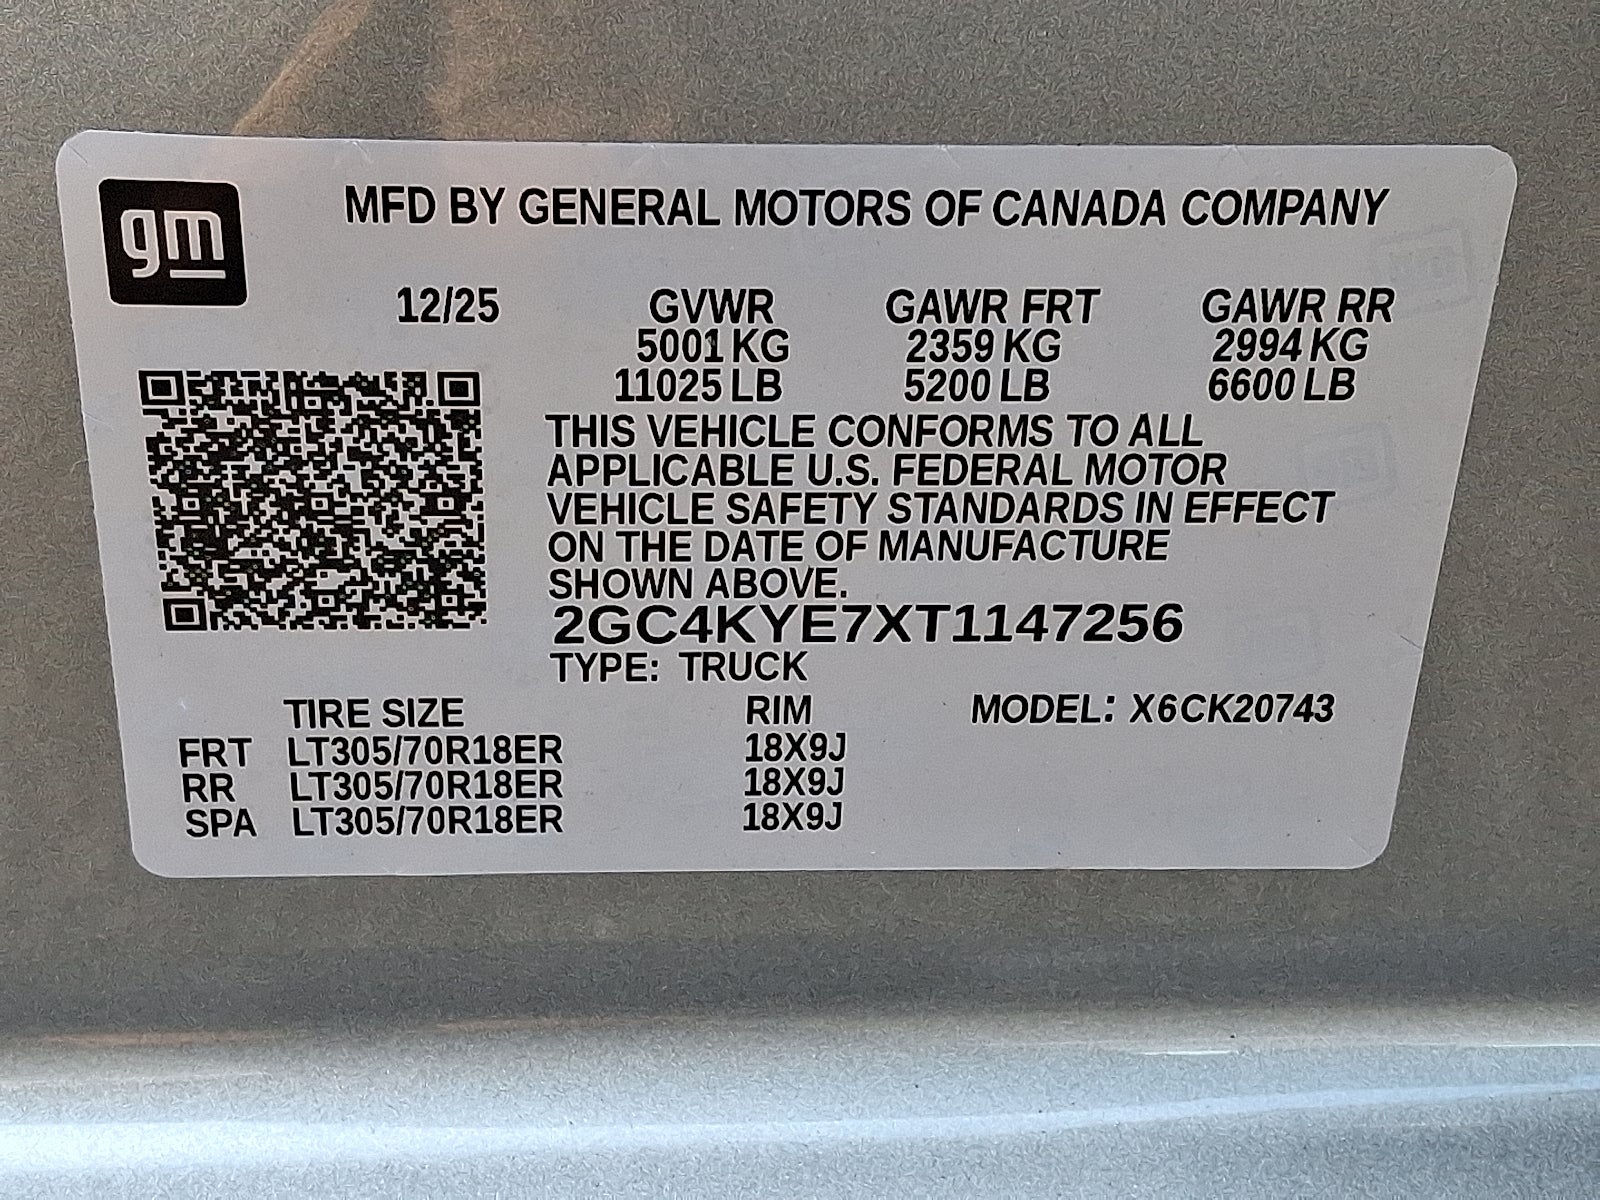 gm
MFD BY GENERAL MOTORS OF CANADA COMPANY
12/25 GVWR GAWR FRT GAWR RR
5001 KG 2359 KG 2994 KG
11025 LB 5200 LB 6600 LB
THIS VEHICLE CONFORMS TO ALL
APPLICABLE U.S. FEDERAL MOTOR
VEHICLE SAFETY STANDARDS IN EFFECT
ON THE DATE OF MANUFACTURE
SHOWN ABOVE.
2GC4KYE7XT1147256
TYPE: TRUCK
TIRE SIZE RIM MODEL: X6CK20743
FRT LT305/70R18ER 18X9J
RR LT305/70R18ER 18X9J
SPA LT305/70R18ER 18X9J